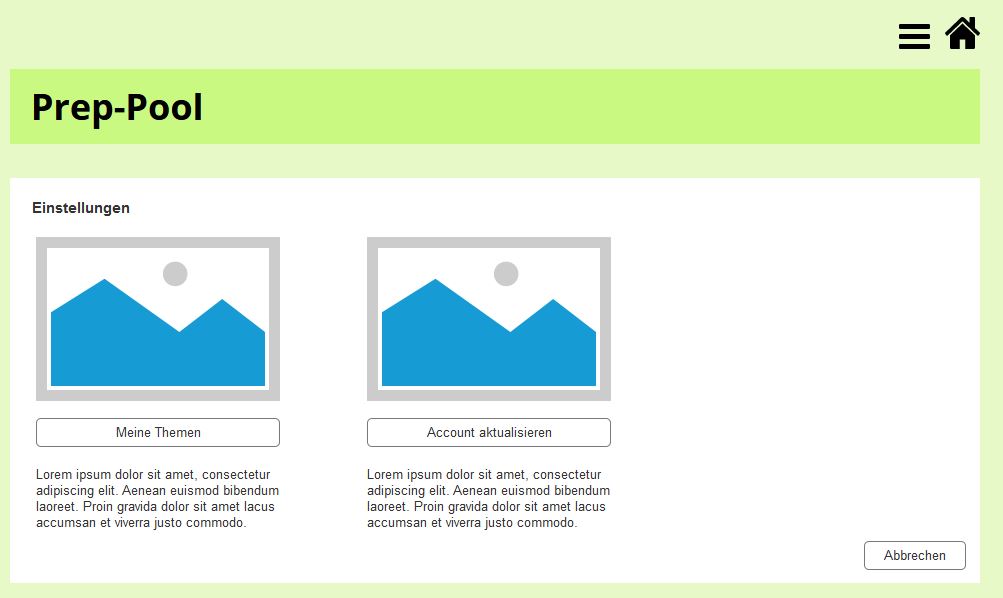 Prep-Pool
Einstellungen
Meine Themen
Lorem ipsum dolor sit amet, consectetur
adipiscing elit. Aenean euismod bibendum
laoreet. Proin gravida dolor sit amet lacus
accumsan et viverra justo commodo.
Account aktualisieren
Lorem ipsum dolor sit amet, consectetur
adipiscing elit. Aenean euismod bibendum
laoreet. Proin gravida dolor sit amet lacus
accumsan et viverra justo commodo.
Abbrechen